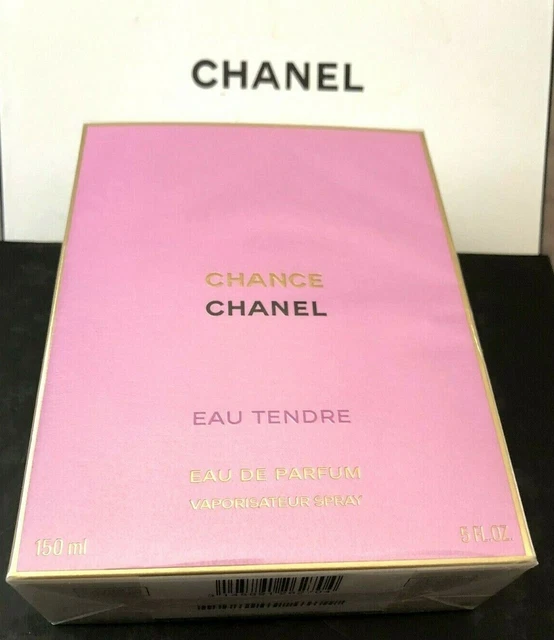 CHANEL
CHANCE
CHANEL
EAU TENDRE
EAU DE PARFUM
VAPORISATEUR SPRAY
150 ml 5 FL. OZ.